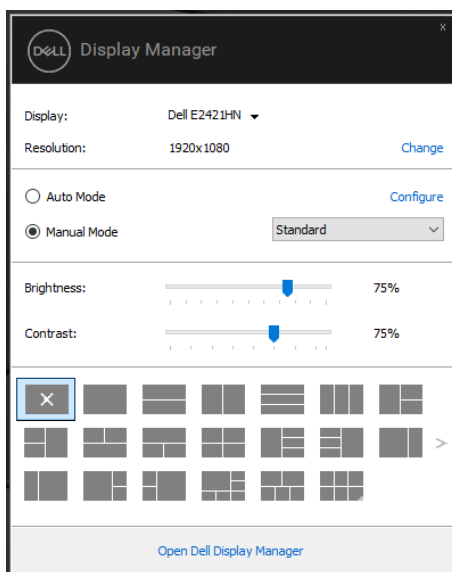 x
DELL Display Manager
Display: Dell E2421HN
Resolution: 1920x1080 Change
Auto Mode Configure
Manual Mode Standard
Brightness: 75%
Contrast: 75%
Open Dell Display Manager